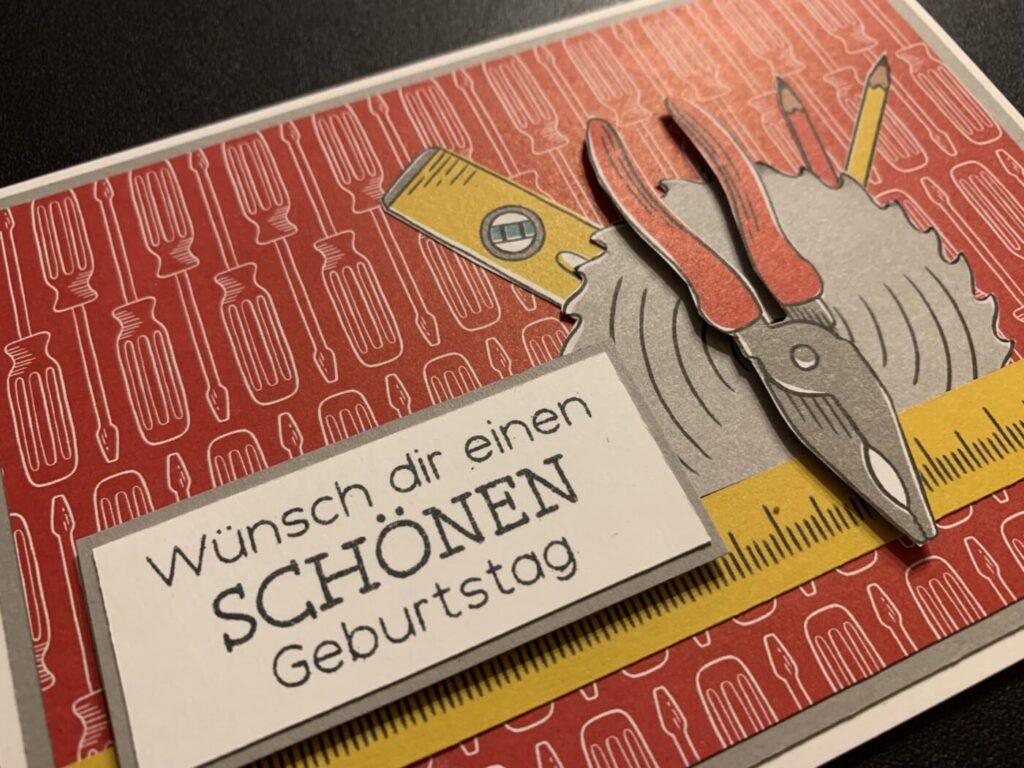 Wünsch dir einen
SCHÖNEN
Geburtstag